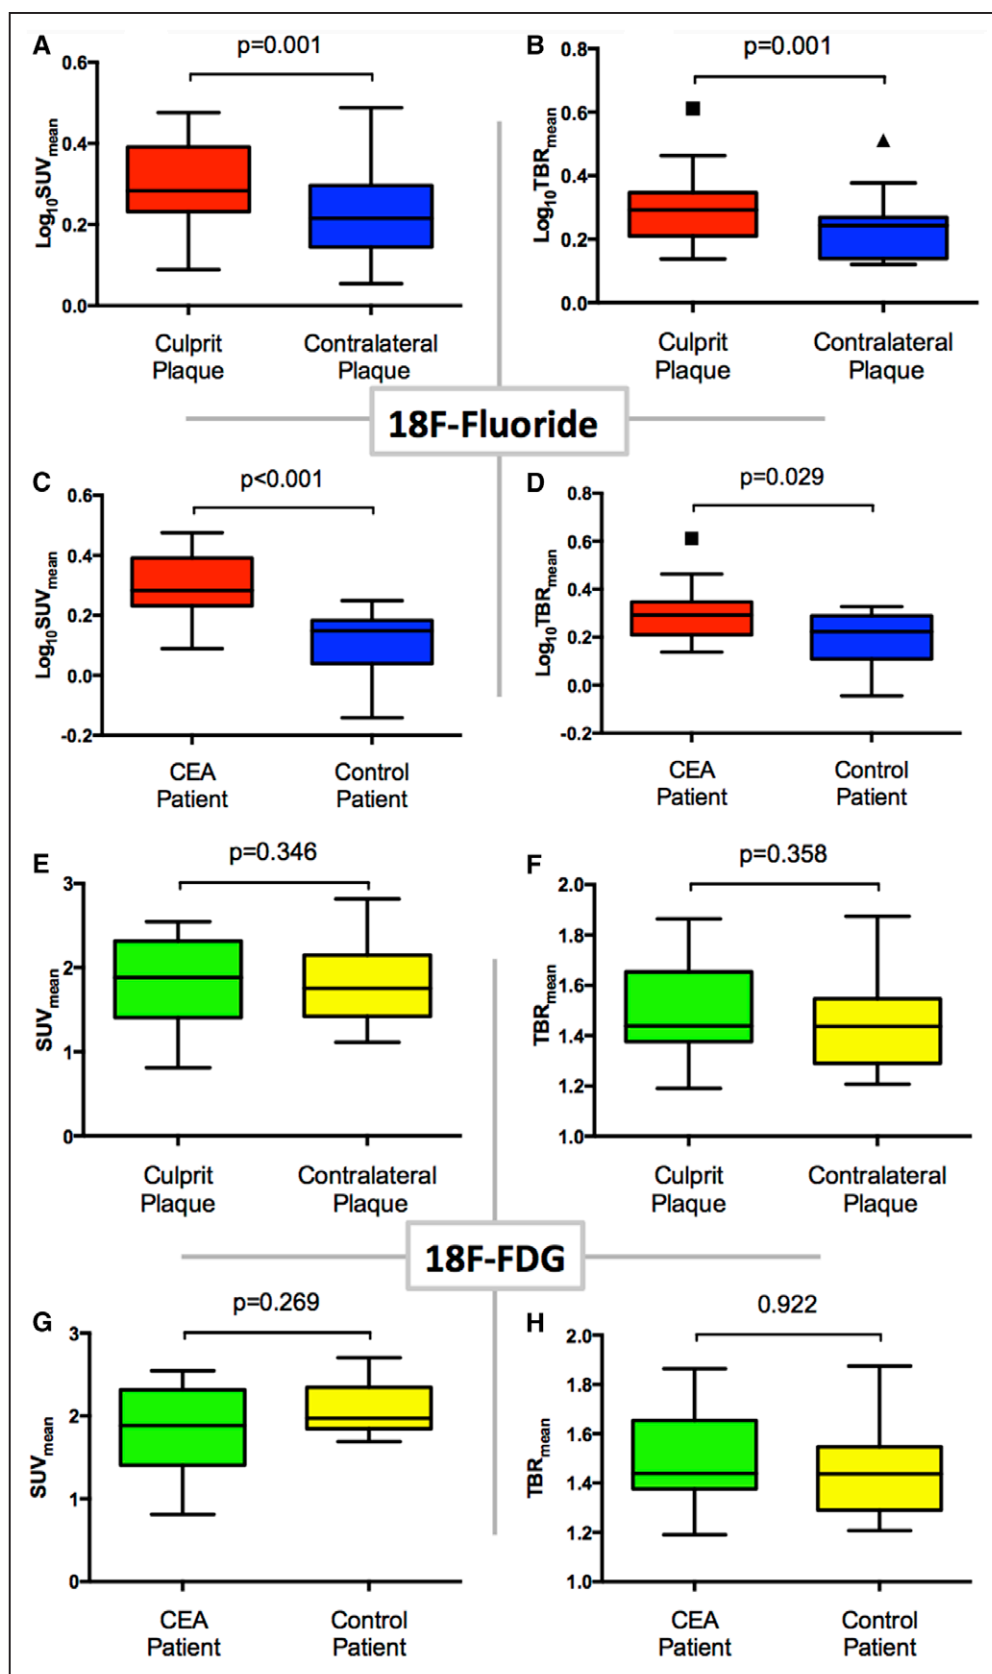 A
p=0.001
Log10SUVmean
0.6
0.4
0.2
0.0
Culprit
Plaque
Contralateral
Plaque
B
p=0.001
Log10TBRmean
0.8
0.6
0.4
0.2
0.0
Culprit
Plaque
Contralateral
Plaque
18F-Fluoride
C
p<0.001
Log10SUVmean
0.6
0.4
0.2
0.0
-0.2
CEA
Patient
Control
Patient
D
p=0.029
Log10TBRmean
0.8
0.6
0.4
0.2
0.0
-0.2
CEA
Patient
Control
Patient
E
p=0.346
SUVmean
3
2
1
0
Culprit
Plaque
Contralateral
Plaque
F
p=0.358
TBRmean
2.0
1.8
1.6
1.4
1.2
1.0
Culprit
Plaque
Contralateral
Plaque
18F-FDG
G
p=0.269
SUVmean
3
2
1
0
CEA
Patient
Control
Patient
H
0.922
TBRmean
2.0
1.8
1.6
1.4
1.2
1.0
CEA
Patient
Control
Patient